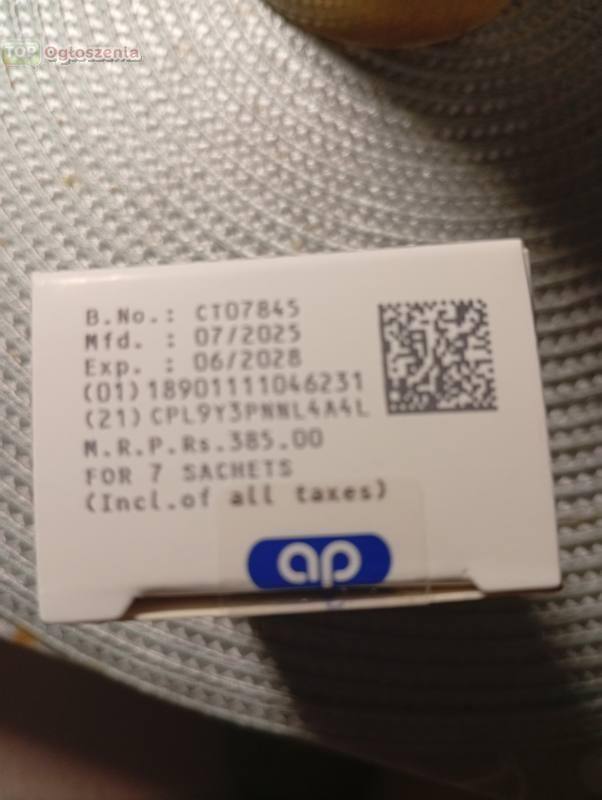 TOP Ogłoszenia
B.No.: CT07845
Mfd. : 07/2025
Exp. : 06/2028
(01)18901111046231
(21)CPL9Y3PNNL4A4L
M.R.P.Rs.385.00
FOR 7 SACHETS
(Incl.of all taxes)
ap